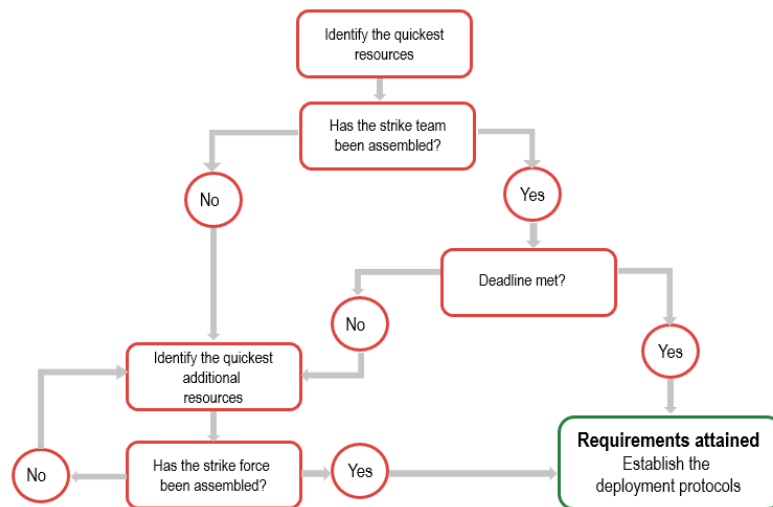 Identify the quickest
resources
Has the strike team
been assembled?
No
Yes
Deadline met?
No
Yes
Identify the quickest
additional
resources
Has the strike force
been assembled?
No
Yes
Requirements attained
Establish the
deployment protocols